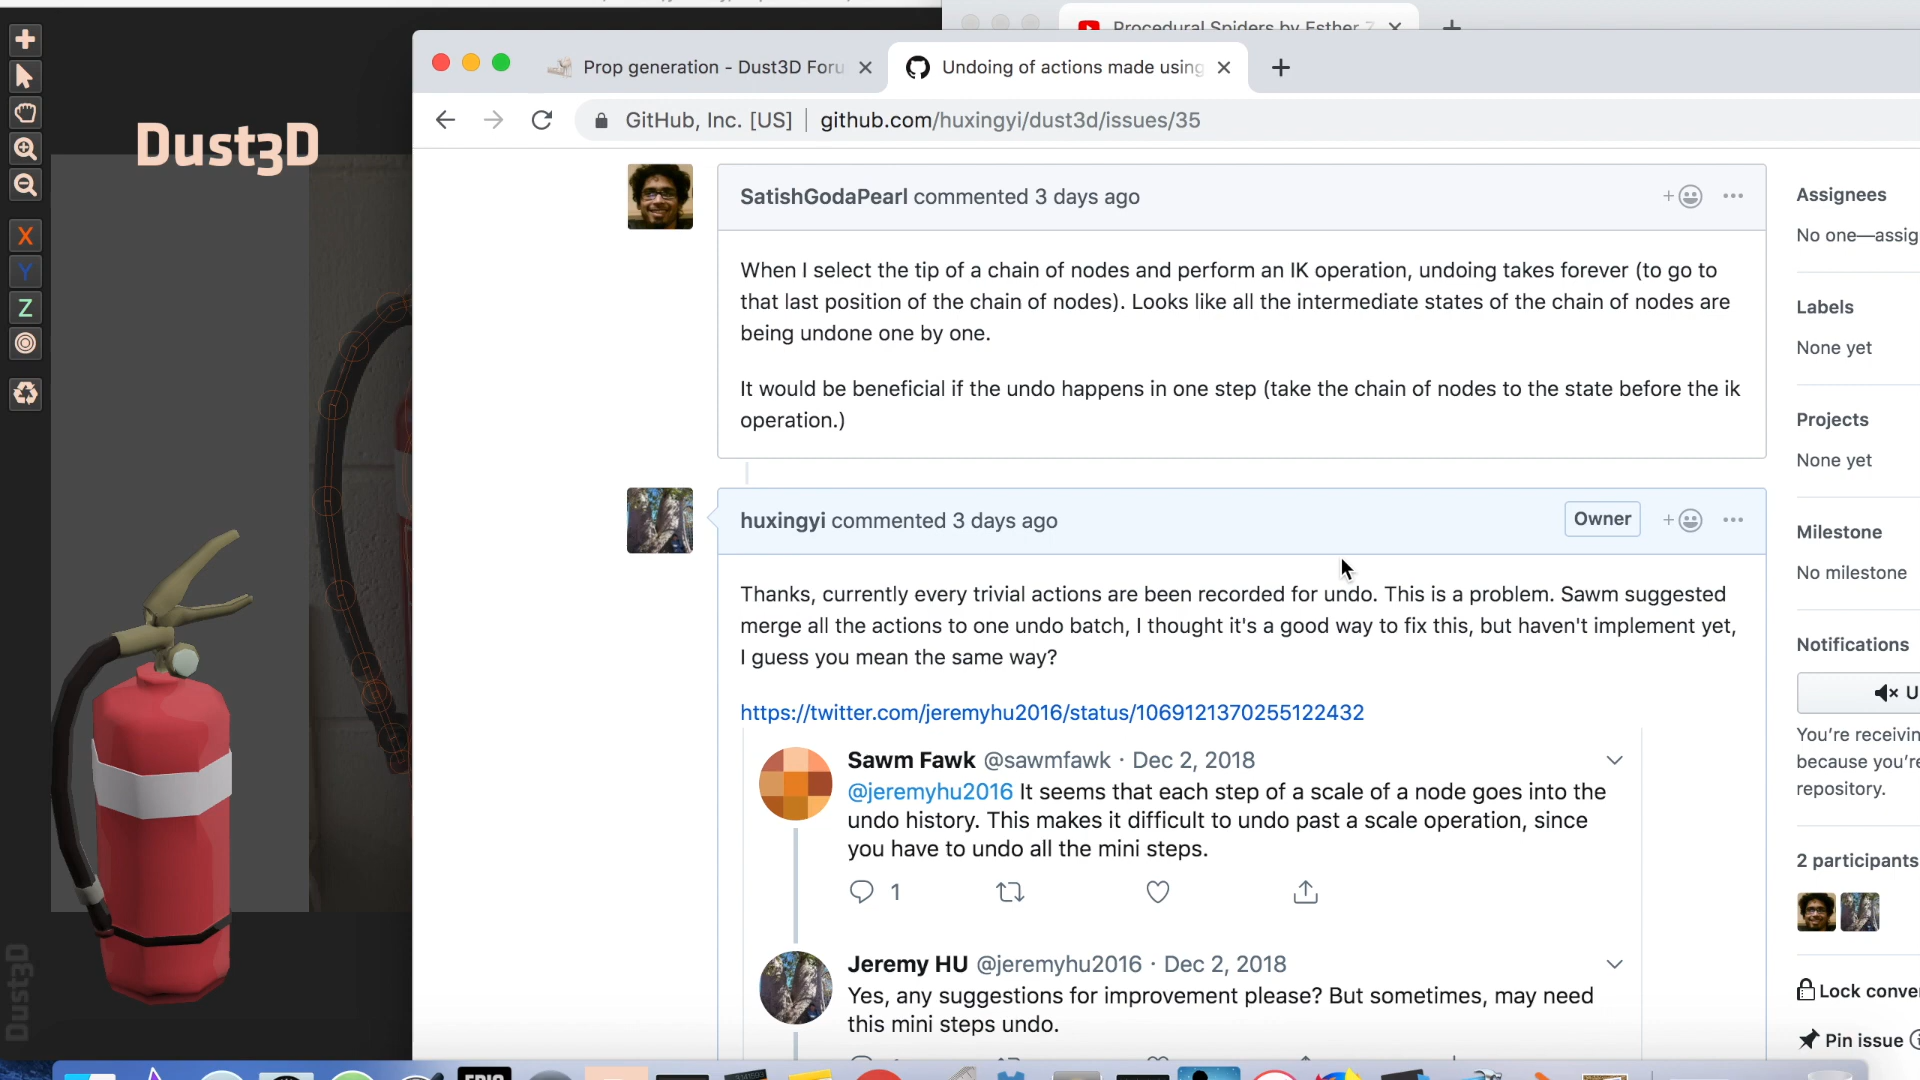 Procedural Spiders by Esther
Prop generation - Dust3D Foru
Undoing of actions made using
GitHub, Inc. [US] github.com/huxingyi/dust3d/issues/35
Dust3D
X
Y
Z
SatishGodaPearl commented 3 days ago
When I select the tip of a chain of nodes and perform an IK operation, undoing takes forever (to go to
that last position of the chain of nodes). Looks like all the intermediate states of the chain of nodes are
being undone one by one.
It would be beneficial if the undo happens in one step (take the chain of nodes to the state before the ik
operation.)
huxingyi commented 3 days ago
Owner
Thanks, currently every trivial actions are been recorded for undo. This is a problem. Sawm suggested
merge all the actions to one undo batch, I thought it's a good way to fix this, but haven't implement yet,
I guess you mean the same way?
https://twitter.com/jeremyhu2016/status/1069121370255122432
Sawm Fawk @sawmfawk · Dec 2, 2018
@jeremyhu2016 It seems that each step of a scale of a node goes into the
undo history. This makes it difficult to undo past a scale operation, since
you have to undo all the mini steps.
1
Jeremy HU @jeremyhu2016 · Dec 2, 2018
Yes, any suggestions for improvement please? But sometimes, may need
this mini steps undo.
Assignees
No one—assig
Labels
None yet
Projects
None yet
Milestone
No milestone
Notifications
U
You're receivin
because you're
repository.
2 participants
Lock conver
Pin issue
Dust3D
EPIC